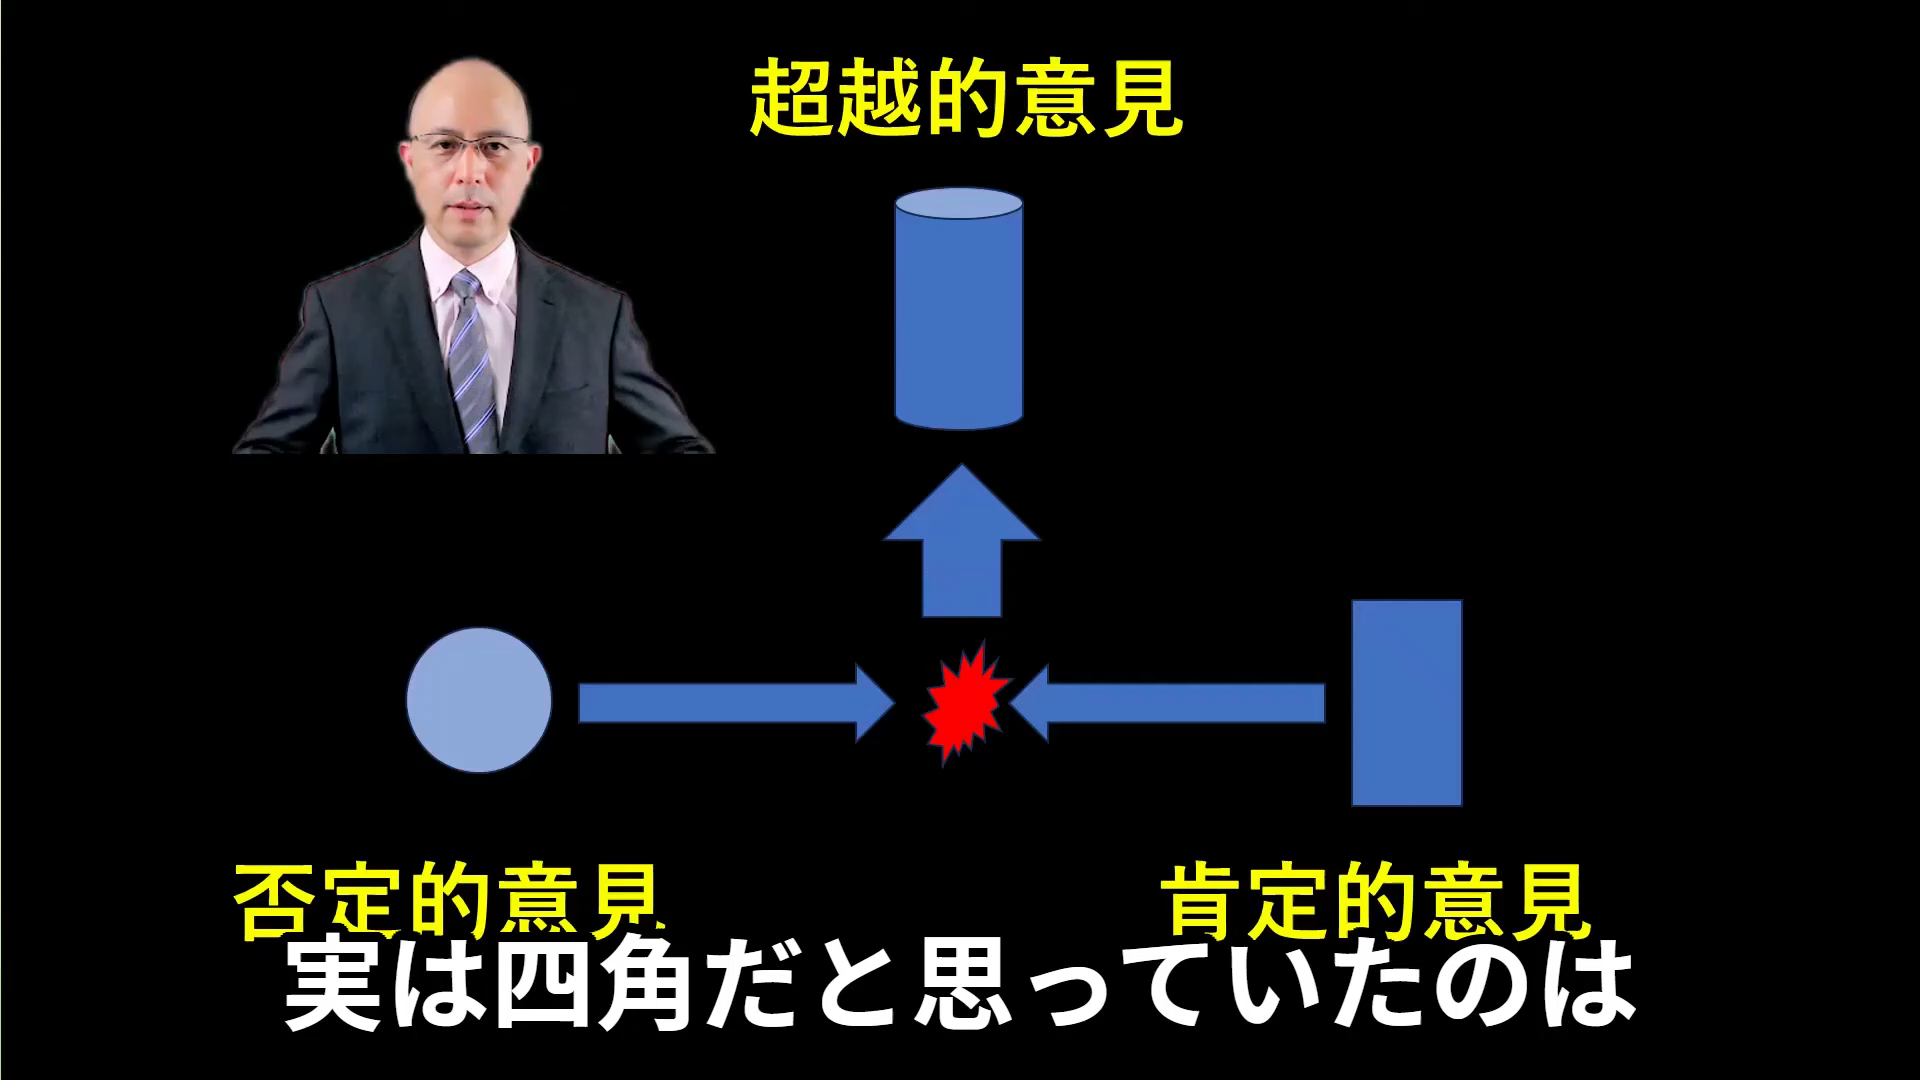 超越的意見
否定的意見
肯定的意見
実は四角だと思っていたのは